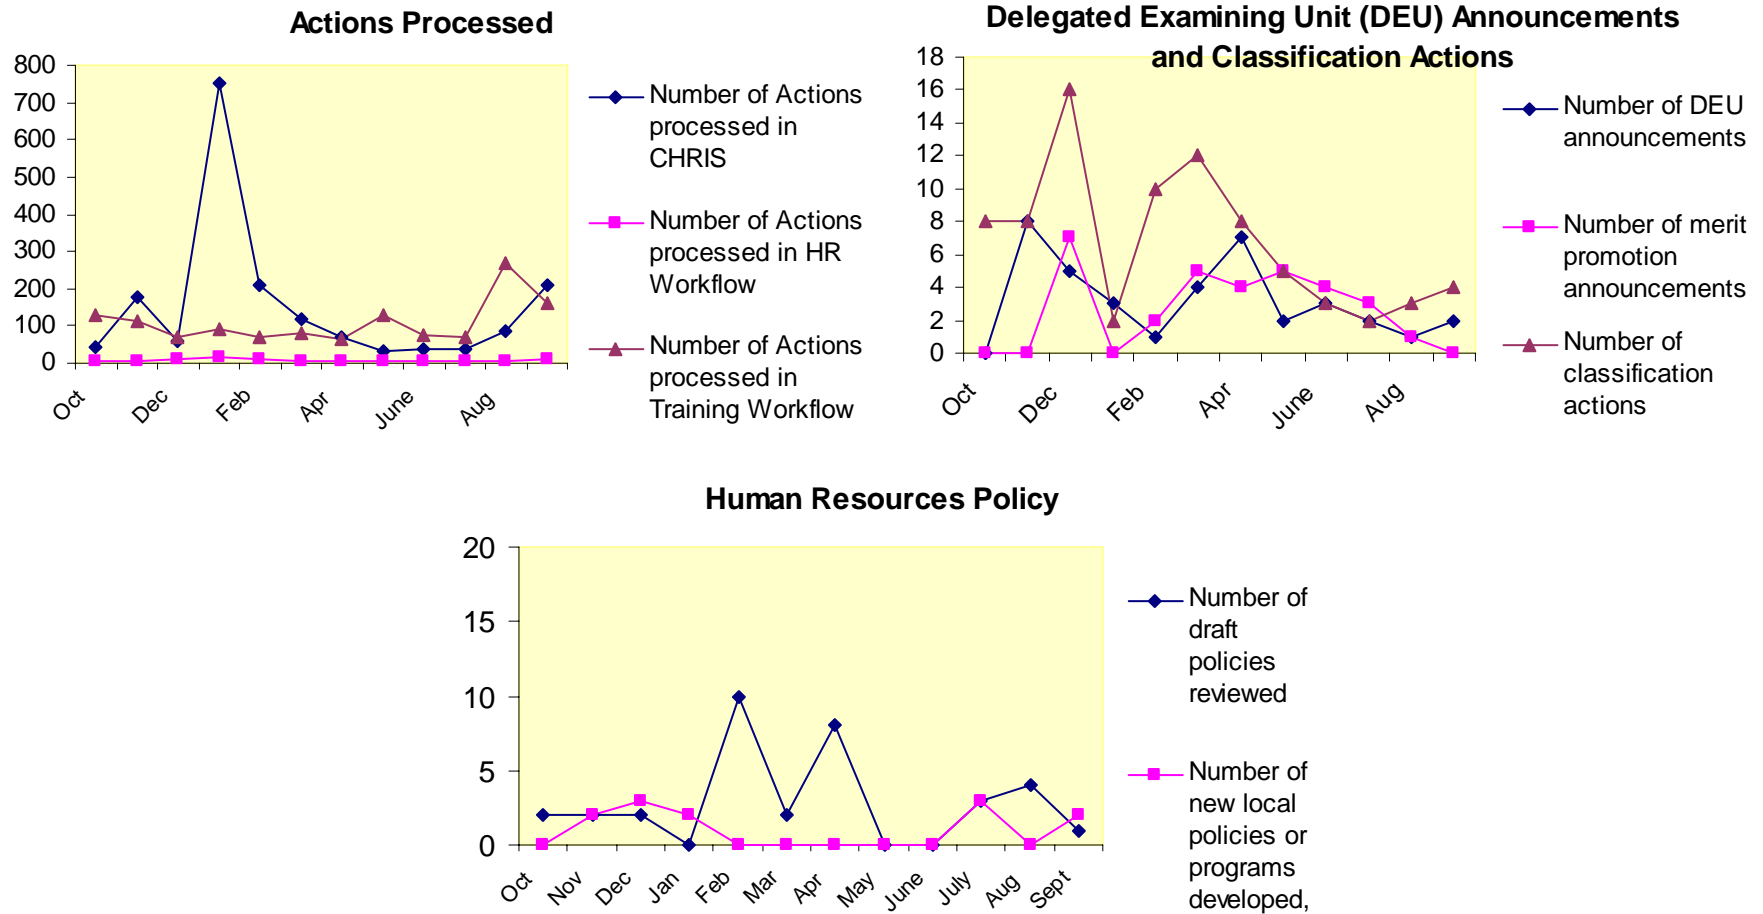 Actions Processed
800
700
600
500
400
300
200
100
0
Oct
Dec
Feb
Apr
June
Aug
Number of Actions
processed in
CHRIS
Number of Actions
processed in HR
Workflow
Number of Actions
processed in
Training Workflow
Delegated Examining Unit (DEU) Announcements
and Classification Actions
18
16
14
12
10
8
6
4
2
0
Oct
Dec
Feb
Apr
June
Aug
Number of DEU
announcements
Number of merit
promotion
announcements
Number of
classification
actions
Human Resources Policy
20
15
10
5
0
Oct
Nov
Dec
Jan
Feb
Mar
Apr
May
June
July
Aug
Sept
Number of
draft
policies
reviewed
Number of
new local
policies or
programs
developed,